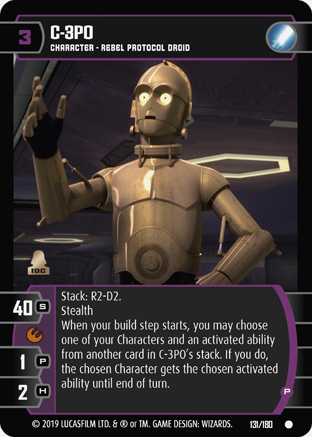 3
C-3PO
CHARACTER • REBEL PROTOCOL DROID
IDC
40 S
1 P
2 H
Stack: R2-D2.
Stealth
When your build step starts, you may choose
one of your Characters and an activated ability
from another card in C-3PO's stack. If you do,
the chosen Character gets the chosen activated
ability until end of turn.
P
© 2019 LUCASFILM LTD. & ® or TM. GAME DESIGN: WIZARDS.
131/180